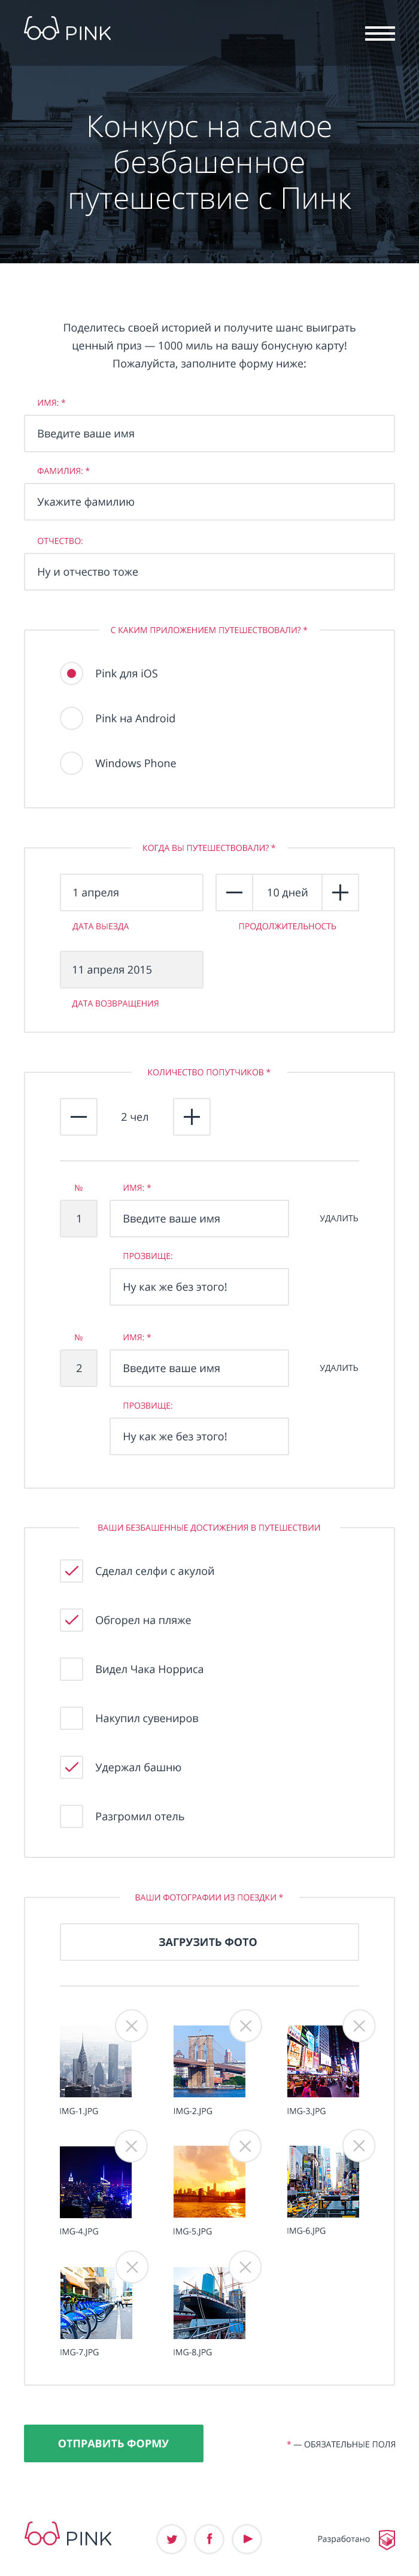 PINK
Конкурс на самое
безбашенное
путешествие с Пинк
Поделитесь своей историей и получите шанс выиграть
ценный приз — 1000 миль на вашу бонусную карту!
Пожалуйста, заполните форму ниже:
ИМЯ: *
Введите ваше имя
ФАМИЛИЯ: *
Укажите фамилию
ОТЧЕСТВО:
Ну и отчество тоже
С КАКИМ ПРИЛОЖЕНИЕМ ПУТЕШЕСТВОВАЛИ? *
Pink для iOS
Pink на Android
Windows Phone
КОГДА ВЫ ПУТЕШЕСТВОВАЛИ? *
1 апреля — 10 дней +
ДАТА ВЫЕЗДА ПРОДОЛЖИТЕЛЬНОСТЬ
11 апреля 2015
ДАТА ВОЗВРАЩЕНИЯ
КОЛИЧЕСТВО ПОПУТЧИКОВ *
— 2 чел +
№ ИМЯ: *
1 Введите ваше имя УДАЛИТЬ
ПРОЗВИЩЕ:
Ну как же без этого!
№ ИМЯ: *
2 Введите ваше имя УДАЛИТЬ
ПРОЗВИЩЕ:
Ну как же без этого!
ВАШИ БЕЗБАШЕННЫЕ ДОСТИЖЕНИЯ В ПУТЕШЕСТВИИ
Сделал селфи с акулой
Обгорел на пляже
Видел Чака Норриса
Накупил сувениров
Удержал башню
Разгромил отель
ВАШИ ФОТОГРАФИИ ИЗ ПОЕЗДКИ *
ЗАГРУЗИТЬ ФОТО
IMG-1.JPG IMG-2.JPG IMG-3.JPG
IMG-4.JPG IMG-5.JPG IMG-6.JPG
IMG-7.JPG IMG-8.JPG
ОТПРАВИТЬ ФОРМУ * — ОБЯЗАТЕЛЬНЫЕ ПОЛЯ
PINK Разработано